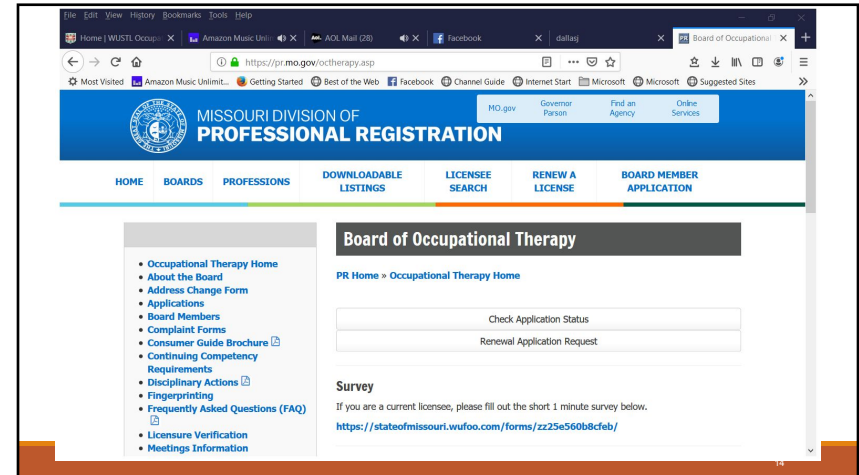 File Edit View History Bookmarks Tools Help
Home | WUSTL Occupa Amazon Music Unlim AOL Mail (28) Facebook dallasj Board of Occupational
https://pr.mo.gov/octherapy.asp
Most Visited Amazon Music Unlimit... Getting Started Best of the Web Facebook Channel Guide Internet Start Microsoft Microsoft Suggested Sites
MISSOURI DIVISION OF
PROFESSIONAL REGISTRATION
MO.gov
Governor
Parson
Find an
Agency
Online
Services
HOME
BOARDS
PROFESSIONS
DOWNLOADABLE
LISTINGS
LICENSEE
SEARCH
RENEW A
LICENSE
BOARD MEMBER
APPLICATION
• Occupational Therapy Home
• About the Board
• Address Change Form
• Applications
• Board Members
• Complaint Forms
• Consumer Guide Brochure
• Continuing Competency
Requirements
• Disciplinary Actions
• Fingerprinting
• Frequently Asked Questions (FAQ)
• Licensure Verification
• Meetings Information
Board of Occupational Therapy
PR Home » Occupational Therapy Home
Check Application Status
Renewal Application Request
Survey
If you are a current licensee, please fill out the short 1 minute survey below.
https://stateofmissouri.wufoo.com/forms/zz25e560b8cfeb/
14